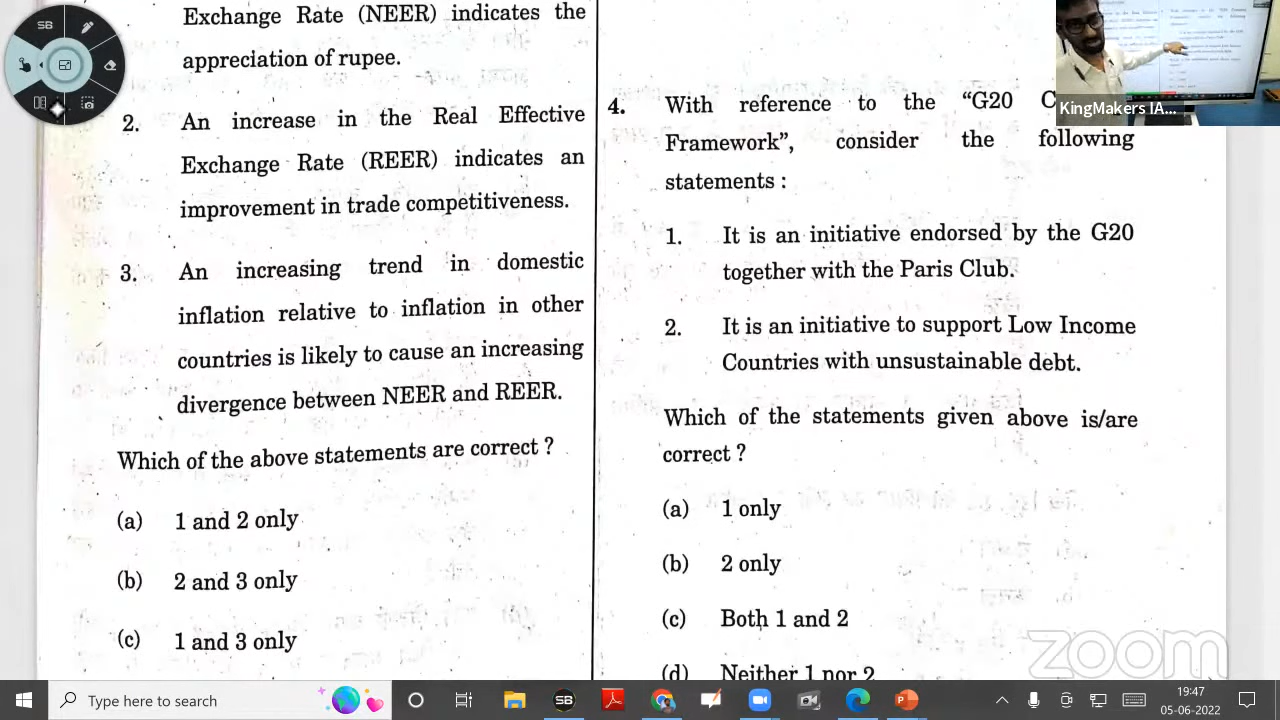 Exchange Rate (NEER) indicates the
appreciation of rupee.
2. An increase in the Real Effective
Exchange Rate (REER) indicates an
improvement in trade competitiveness.
3. An increasing trend in domestic
inflation relative to inflation in other
countries is likely to cause an increasing
divergence between NEER and REER.
Which of the above statements are correct ?
(a) 1 and 2 only
(b) 2 and 3 only
(c) 1 and 3 only
4. With reference to the “G20 C
Framework”, consider the following
statements :
1. It is an initiative endorsed by the G20
together with the Paris Club.
2. It is an initiative to support Low Income
Countries with unsustainable debt.
Which of the statements given above is/are
correct ?
(a) 1 only
(b) 2 only
(c) Both 1 and 2
(d) Neither 1 nor 2
KingMakers IA...
zoom
SB
Type here to search
SB
19:47
05-06-2022